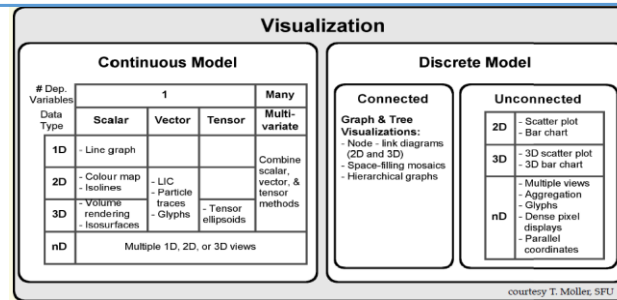 Visualization
Continuous Model
# Dep.
Variables
1
Many
Data
Type
Scalar
Vector
Tensor
Multi-
variate
1D
- Line graph
2D
- Colour map
- Isolines
3D
- Volume
rendering
- Isosurfaces
- LIC
- Particle
traces
- Glyphs
- Tensor
ellipsoids
Combine
scalar,
vector, &
tensor
methods
nD
Multiple 1D, 2D, or 3D views
Discrete Model
Connected
Graph & Tree
Visualizations:
- Node - link diagrams
(2D and 3D)
- Space-filling mosaics
- Hierarchical graphs
Unconnected
2D
- Scatter plot
- Bar chart
3D
- 3D scatter plot
- 3D bar chart
nD
- Multiple views
- Aggregation
- Glyphs
- Dense pixel
displays
- Parallel
coordinates
courtesy T. Moller, SFU